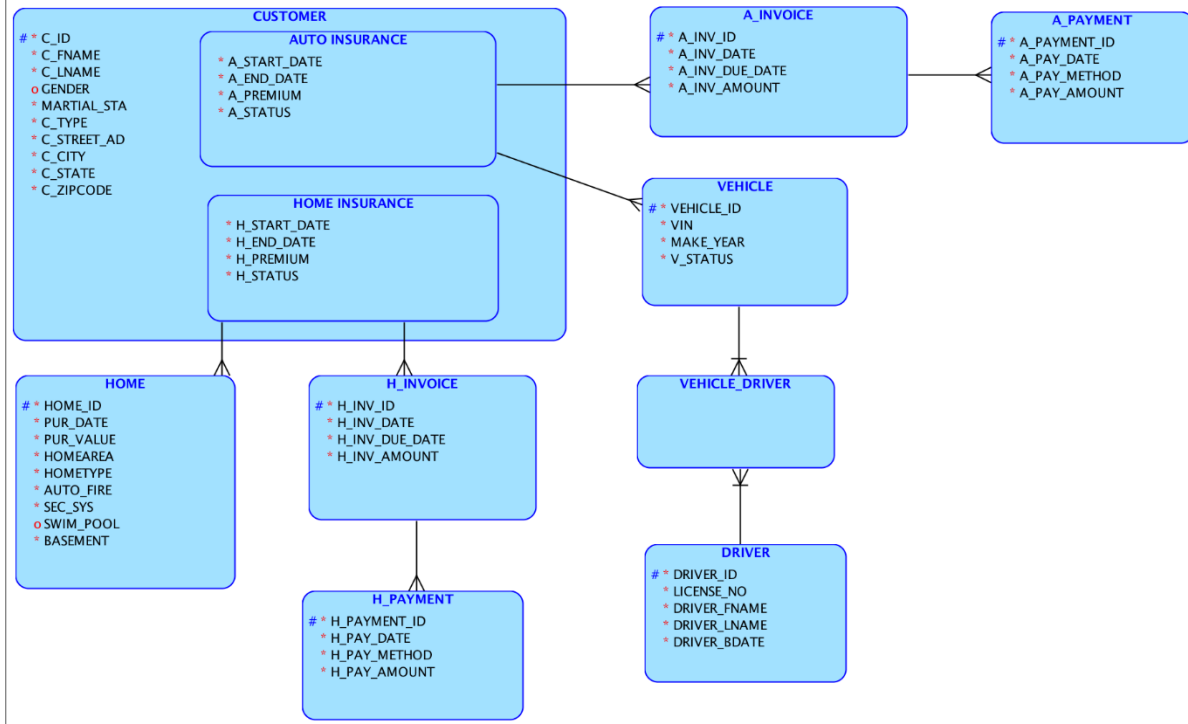 CUSTOMER
# * C_ID
* C_FNAME
* C_LNAME
o GENDER
* MARTIAL_STA
* C_TYPE
* C_STREET_AD
* C_CITY
* C_STATE
* C_ZIPCODE
AUTO INSURANCE
* A_START_DATE
* A_END_DATE
* A_PREMIUM
* A_STATUS
HOME INSURANCE
* H_START_DATE
* H_END_DATE
* H_PREMIUM
* H_STATUS
A_INVOICE
# * A_INV_ID
* A_INV_DATE
* A_INV_DUE_DATE
* A_INV_AMOUNT
A_PAYMENT
# * A_PAYMENT_ID
* A_PAY_DATE
* A_PAY_METHOD
* A_PAY_AMOUNT
VEHICLE
# * VEHICLE_ID
* VIN
* MAKE_YEAR
* V_STATUS
HOME
# * HOME_ID
* PUR_DATE
* PUR_VALUE
* HOMEAREA
* HOMETYPE
* AUTO_FIRE
* SEC_SYS
o SWIM_POOL
* BASEMENT
H_INVOICE
# * H_INV_ID
* H_INV_DATE
* H_INV_DUE_DATE
* H_INV_AMOUNT
VEHICLE_DRIVER
H_PAYMENT
# * H_PAYMENT_ID
* H_PAY_DATE
* H_PAY_METHOD
* H_PAY_AMOUNT
DRIVER
# * DRIVER_ID
* LICENSE_NO
* DRIVER_FNAME
* DRIVER_LNAME
* DRIVER_BDATE